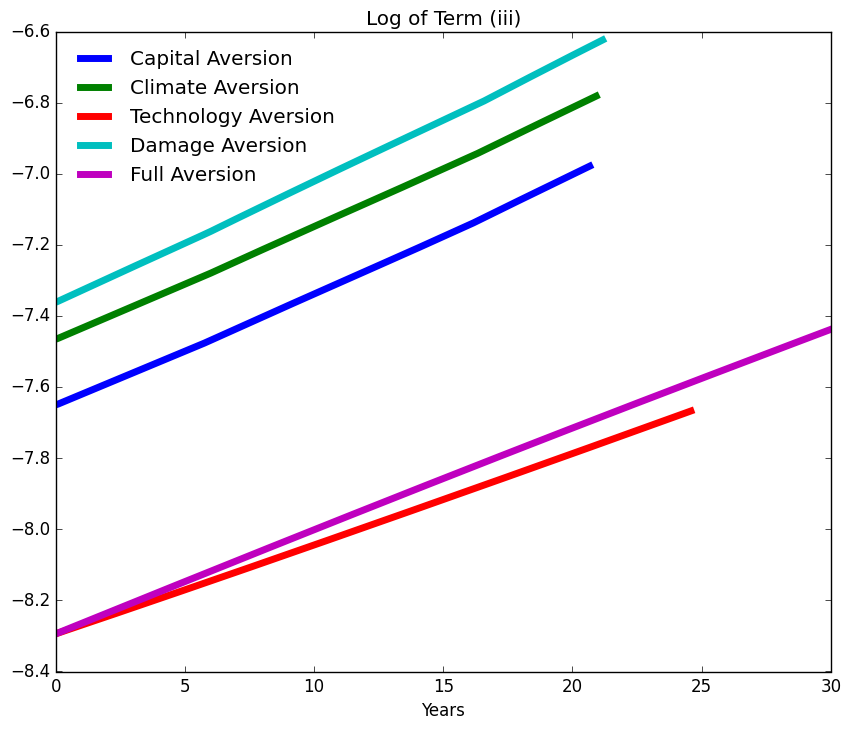 Log of Term (iii)
−6.6
−6.8
−7.0
−7.2
−7.4
−7.6
−7.8
−8.0
−8.2
−8.4
Capital Aversion
Climate Aversion
Technology Aversion
Damage Aversion
Full Aversion
0 5 10 15 20 25 30
Years